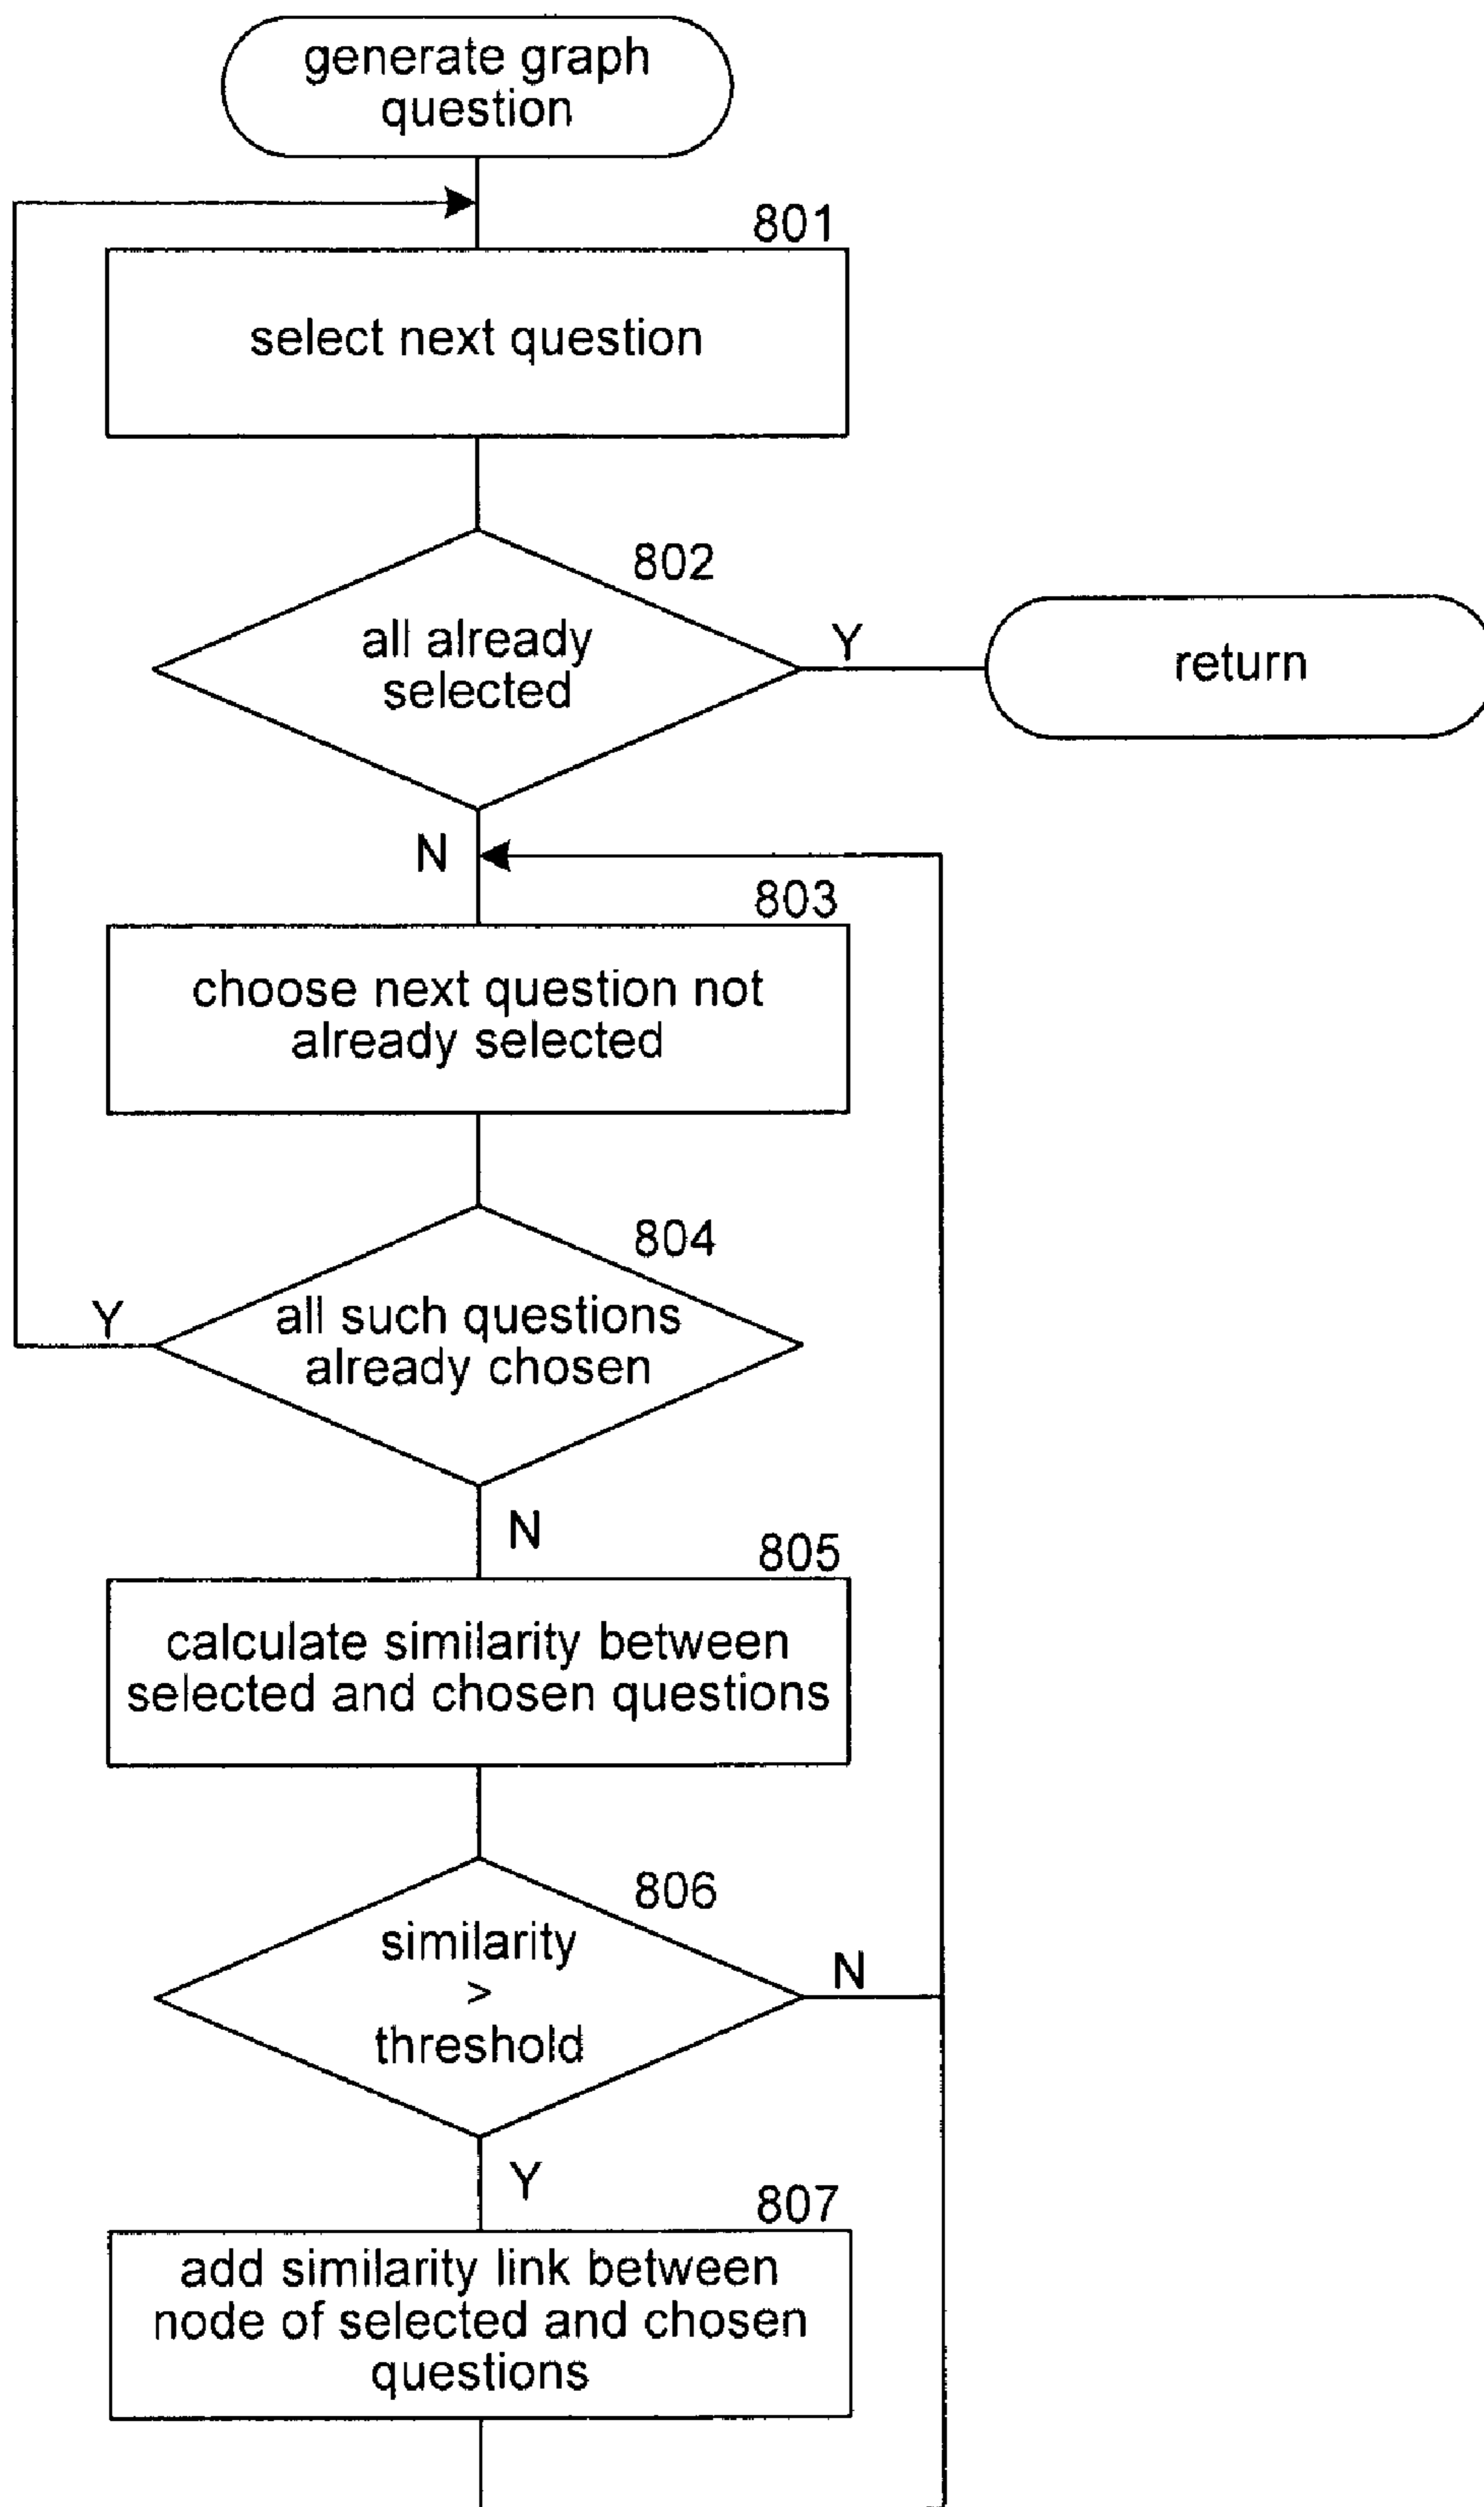 generate graph
question
801
select next question
802
all already
selected
Y
return
N
803
choose next question not
already selected
804
all such questions
already chosen
Y
N
805
calculate similarity between
selected and chosen questions
806
similarity
>
threshold
N
Y
807
add similarity link between
node of selected and chosen
questions